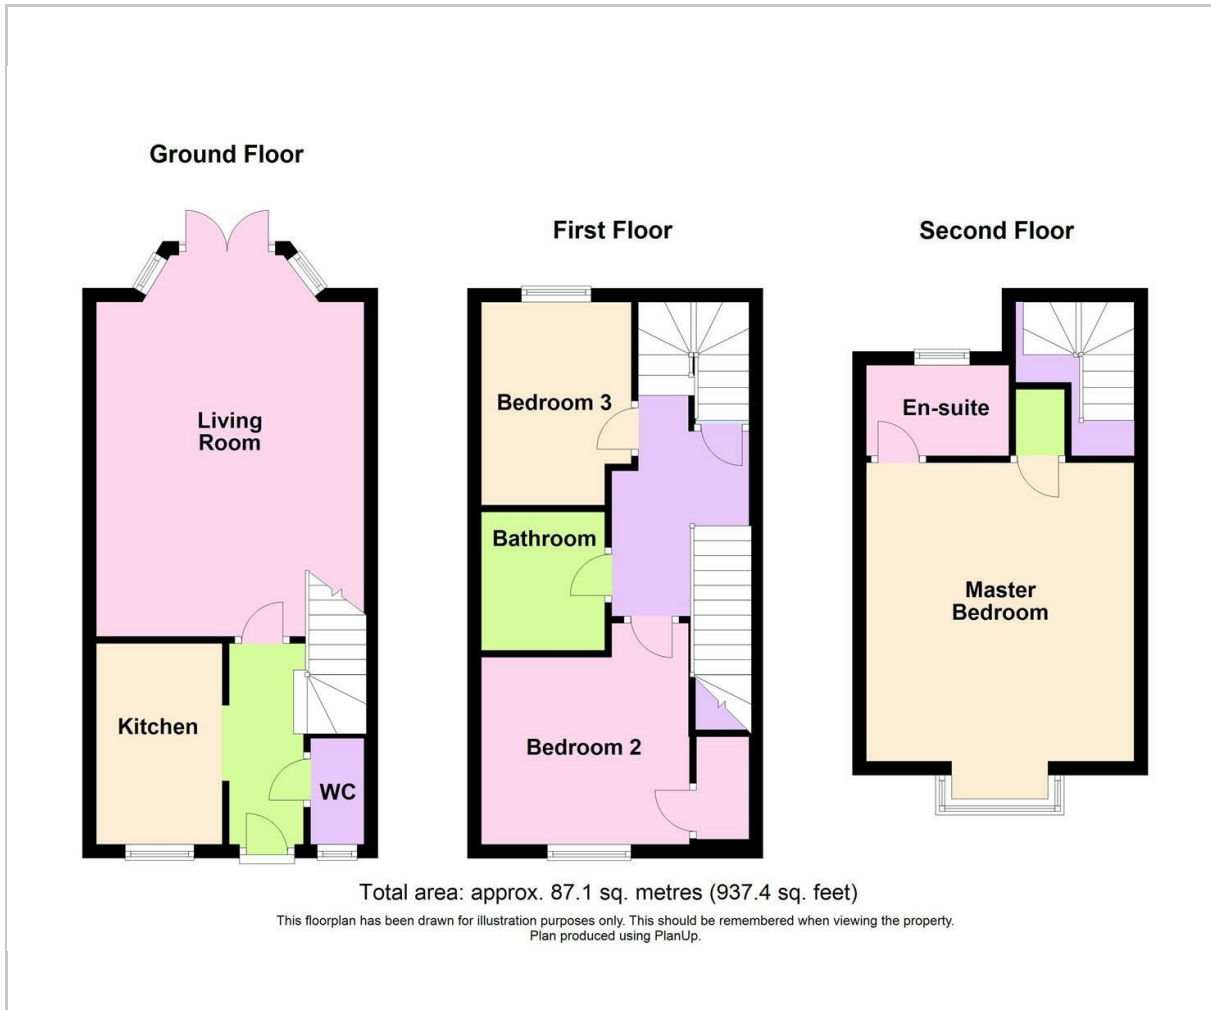 Ground Floor
First Floor
Second Floor
Living
Room
Kitchen
WC
Bedroom 3
Bathroom
Bedroom 2
En-suite
Master
Bedroom
Total area: approx. 87.1 sq. metres (937.4 sq. feet)
This floorplan has been drawn for illustration purposes only. This should be remembered when viewing the property.
Plan produced using PlanUp.